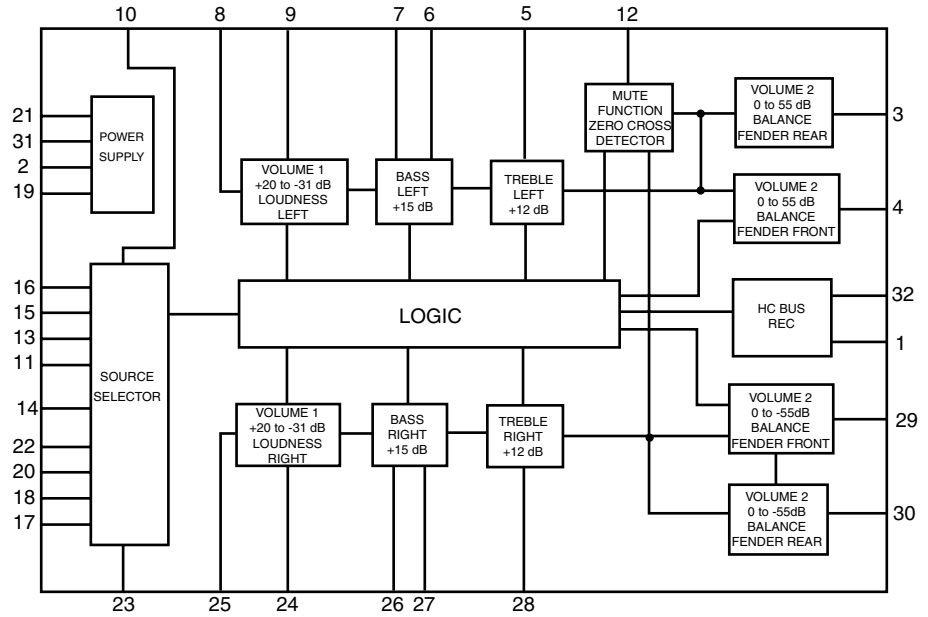 10
8
9
7
6
5
12
21
31
2
19
POWER
SUPPLY
VOLUME 1
+20 to -31 dB
LOUDNESS
LEFT
BASS
LEFT
+15 dB
TREBLE
LEFT
+12 dB
MUTE
FUNCTION
ZERO CROSS
DETECTOR
VOLUME 2
0 to 55 dB
BALANCE
FENDER REAR
3
VOLUME 2
0 to 55 dB
BALANCE
FENDER FRONT
4
16
15
13
11
14
22
20
18
17
SOURCE
SELECTOR
LOGIC
HC BUS
REC
32
1
VOLUME 1
+20 to -31 dB
LOUDNESS
RIGHT
BASS
RIGHT
+15 dB
TREBLE
RIGHT
+12 dB
VOLUME 2
0 to -55dB
BALANCE
FENDER FRONT
29
VOLUME 2
0 to -55dB
BALANCE
FENDER REAR
30
23
25
24
26
27
28